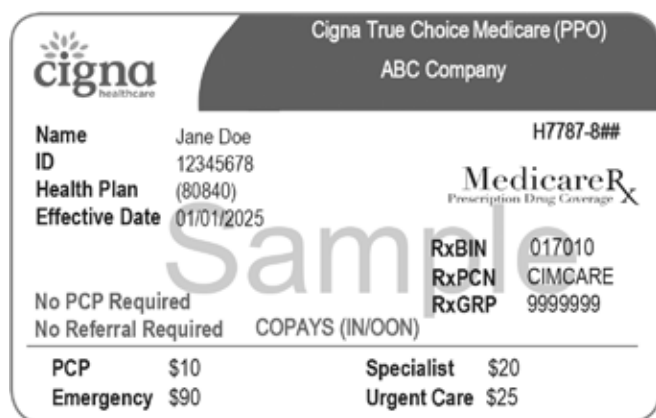 cigna
healthcare
Cigna True Choice Medicare (PPO)
ABC Company
Name Jane Doe
ID 12345678
Health Plan (80840)
Effective Date 01/01/2025
H7787-8##
MedicareRx
Prescription Drug Coverage
Sample
RxBIN 017010
RxPCN CIMCARE
RxGRP 9999999
No PCP Required
No Referral Required COPAYS (IN/OON)
PCP $10 Specialist $20
Emergency $90 Urgent Care $25